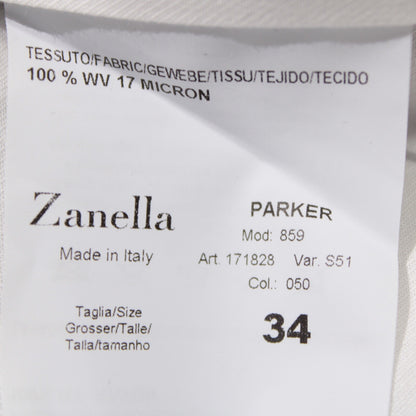 TESSUTO/FABRIC/GEWEBE/TISSU/TEJIDO/TECIDO
100 % WV 17 MICRON
Zanella
Made in Italy
PARKER
Mod: 859
Art. 171828 Var. S51
Col.: 050
Taglia/Size
Grosser/Talle/
Talla/tamanho
34